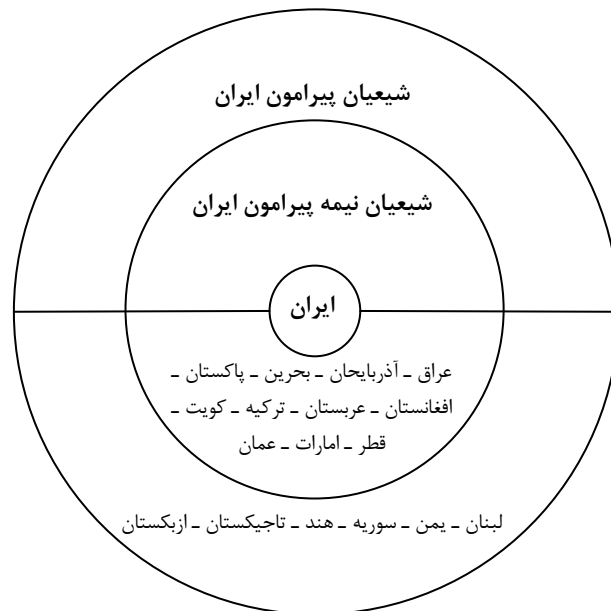 شیعیان پیرامون ایران
شیعیان نیمه پیرامون ایران
ایران
عراق ـ آذربایحان ـ بحرین ـ پاکستان ـ
افغانستان ـ عربستان ـ ترکیه ـ کویت ـ
قطر ـ امارات ـ عمان
لبنان ـ یمن ـ سوریه ـ هند ـ تاجیکستان ـ ازبکستان